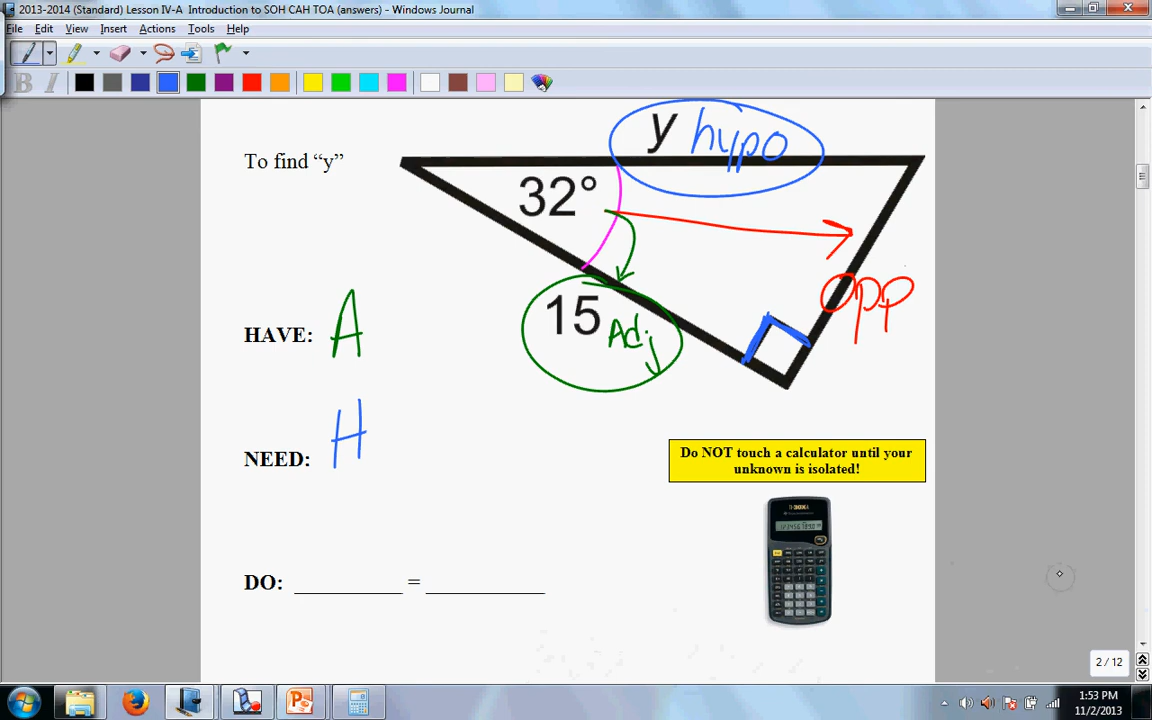 2013-2014 (Standard) Lesson IV-A Introduction to SOH CAH TOA (answers) - Windows Journal
File Edit View Insert Actions Tools Help
B I
y hypo
To find “y”
32°
opp
15 Adj
HAVE: A
NEED: H
Do NOT touch a calculator until your
unknown is isolated!
DO: ____________ = _____________
2 / 12
1:53 PM
11/2/2013